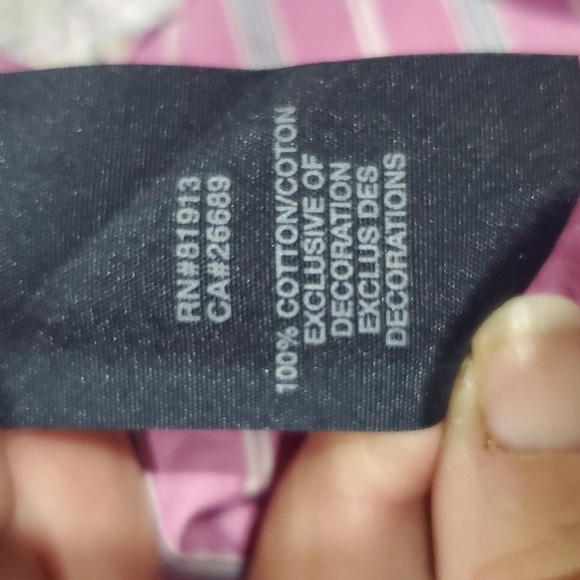 RN#81913
CA#26689
100% COTTON/COTON
EXCLUSIVE OF
DECORATION
EXCLUS DES
DECORATIONS